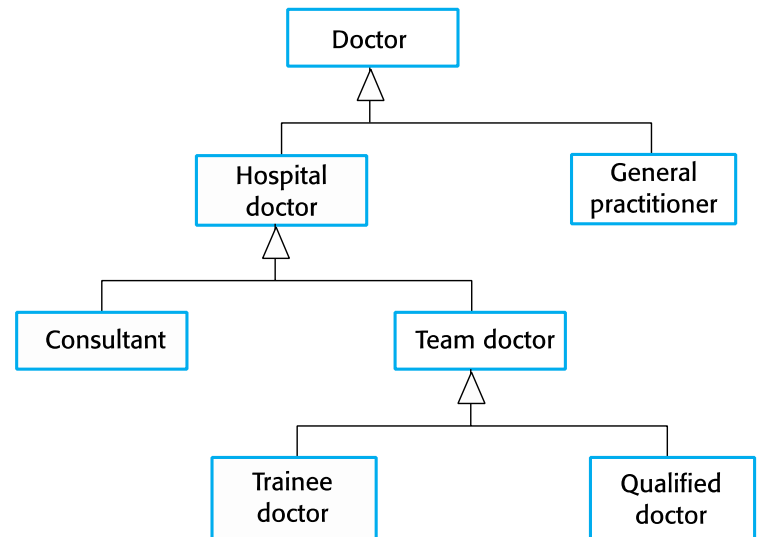 Doctor
Hospital
doctor
General
practitioner
Consultant
Team doctor
Trainee
doctor
Qualified
doctor